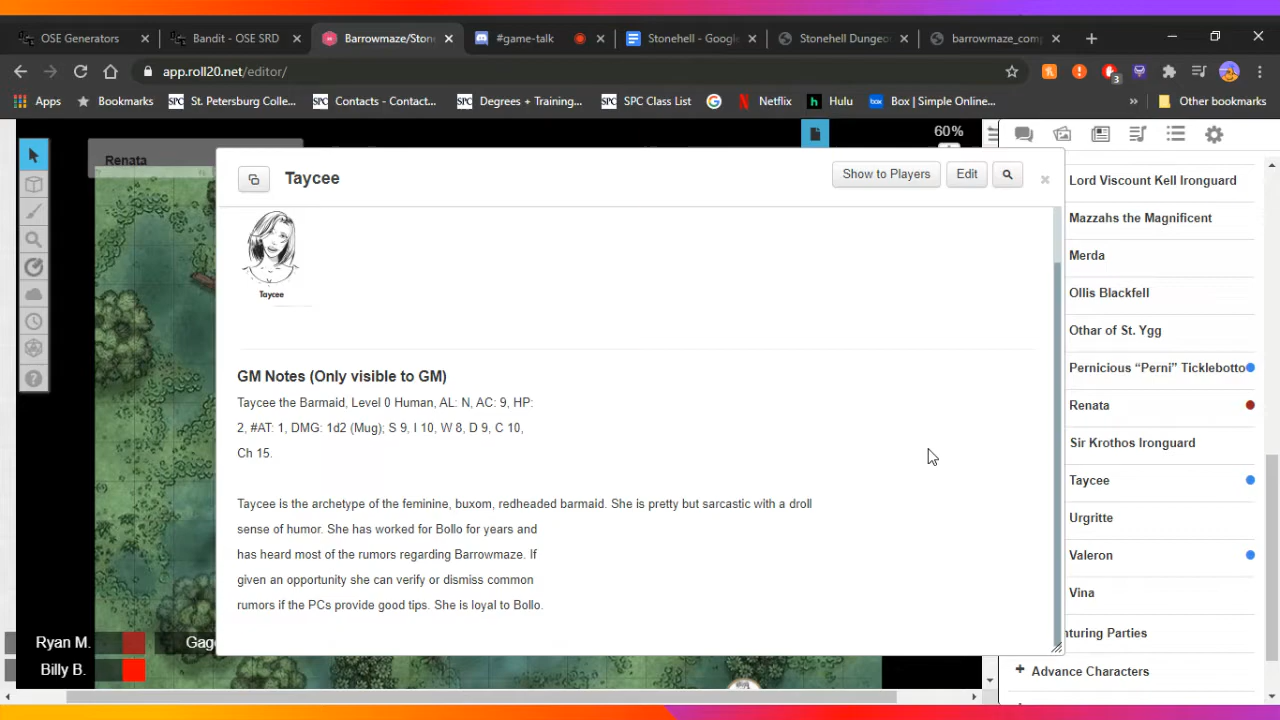 OSE Generators
Bandit - OSE SRD
Barrowmaze/Ston
#game-talk
Stonehell - Google
Stonehell Dungeo
barrowmaze_comp
app.roll20.net/editor/
3
Apps
Bookmarks
SPC
St. Petersburg Colle...
SPC
Contacts - Contact...
SPC
Degrees + Training...
SPC
SPC Class List
Netflix
h
Hulu
box
Box | Simple Online...
»
Other bookmarks
Renata
60%
Taycee
Show to Players
Edit
Taycee
GM Notes (Only visible to GM)
Taycee the Barmaid, Level 0 Human, AL: N, AC: 9, HP:
2, #AT: 1, DMG: 1d2 (Mug); S 9, I 10, W 8, D 9, C 10,
Ch 15.
Taycee is the archetype of the feminine, buxom, redheaded barmaid. She is pretty but sarcastic with a droll
sense of humor. She has worked for Bollo for years and
has heard most of the rumors regarding Barrowmaze. If
given an opportunity she can verify or dismiss common
rumors if the PCs provide good tips. She is loyal to Bollo.
Lord Viscount Kell Ironguard
Mazzahs the Magnificent
Merda
Ollis Blackfell
Othar of St. Ygg
Pernicious “Perni” Ticklebotto
Renata
Sir Krothos Ironguard
Taycee
Urgritte
Valeron
Vina
nturing Parties
Advance Characters
Ryan M.
Gag
Billy B.